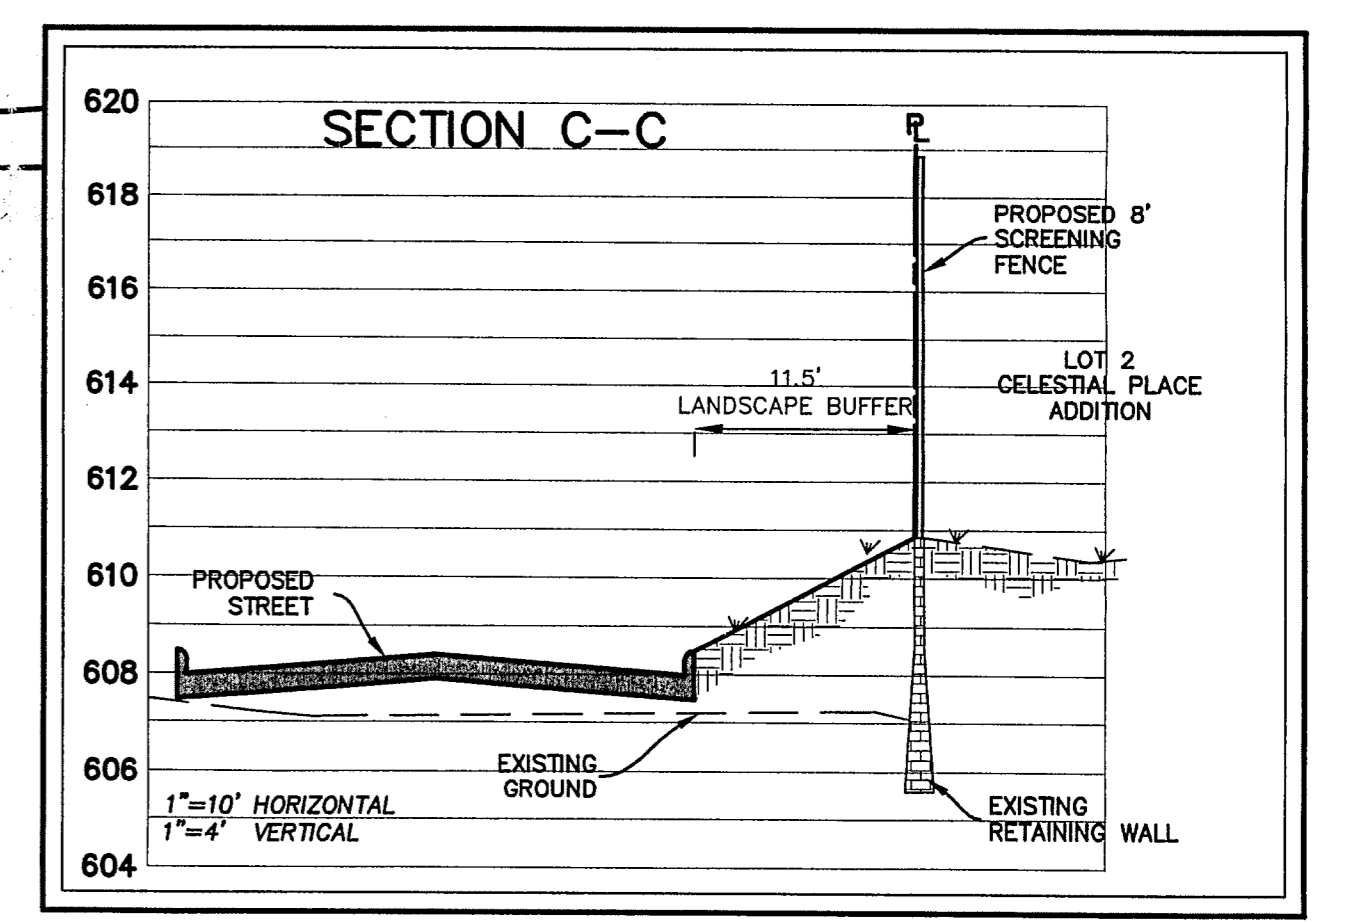 620
SECTION C-C
PL
618
PROPOSED 8'
SCREENING
FENCE
616
614
LOT 2
CELESTIAL PLACE
ADDITION
11.5'
LANDSCAPE BUFFER
612
610
PROPOSED
STREET
608
606
EXISTING
GROUND
1"=10' HORIZONTAL
1"=4' VERTICAL
EXISTING
RETAINING WALL
604